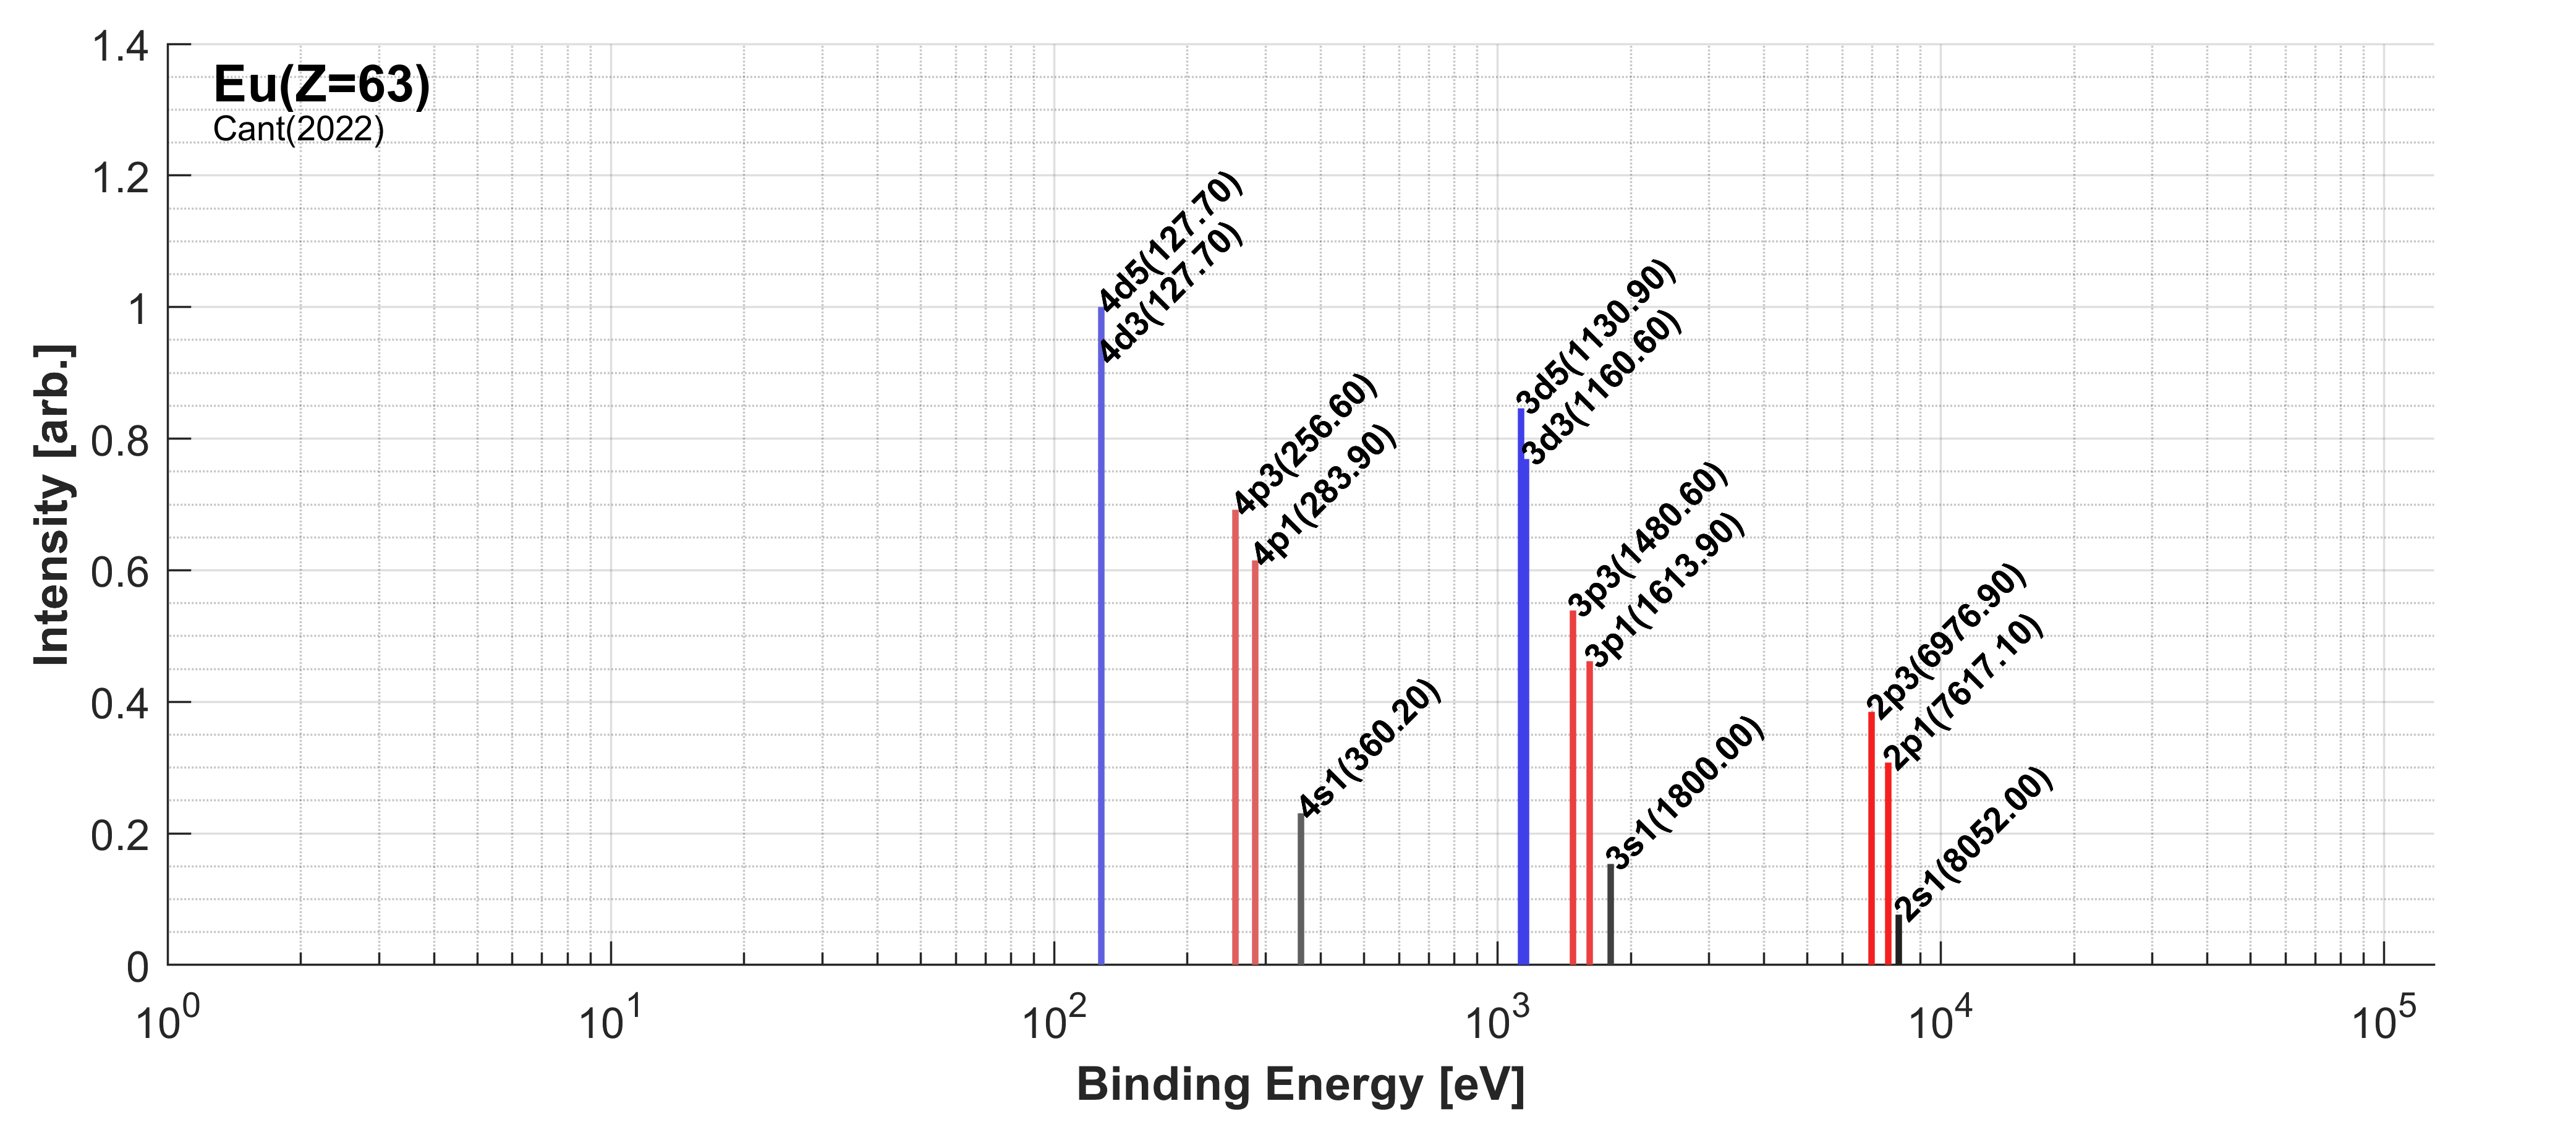 Eu(Z=63)
Cant(2022)
Intensity [arb.]
1.4
1.2
1
0.8
0.6
0.4
0.2
0
4d5(127.70)
4d3(127.70)
4p3(256.60)
4p1(283.90)
4s1(360.20)
3d5(1130.90)
3d3(1160.60)
3p3(1480.60)
3p1(1613.90)
3s1(1800.00)
2p3(6976.90)
2p1(7617.10)
2s1(8052.00)
10^0 10^1 10^2 10^3 10^4 10^5
Binding Energy [eV]